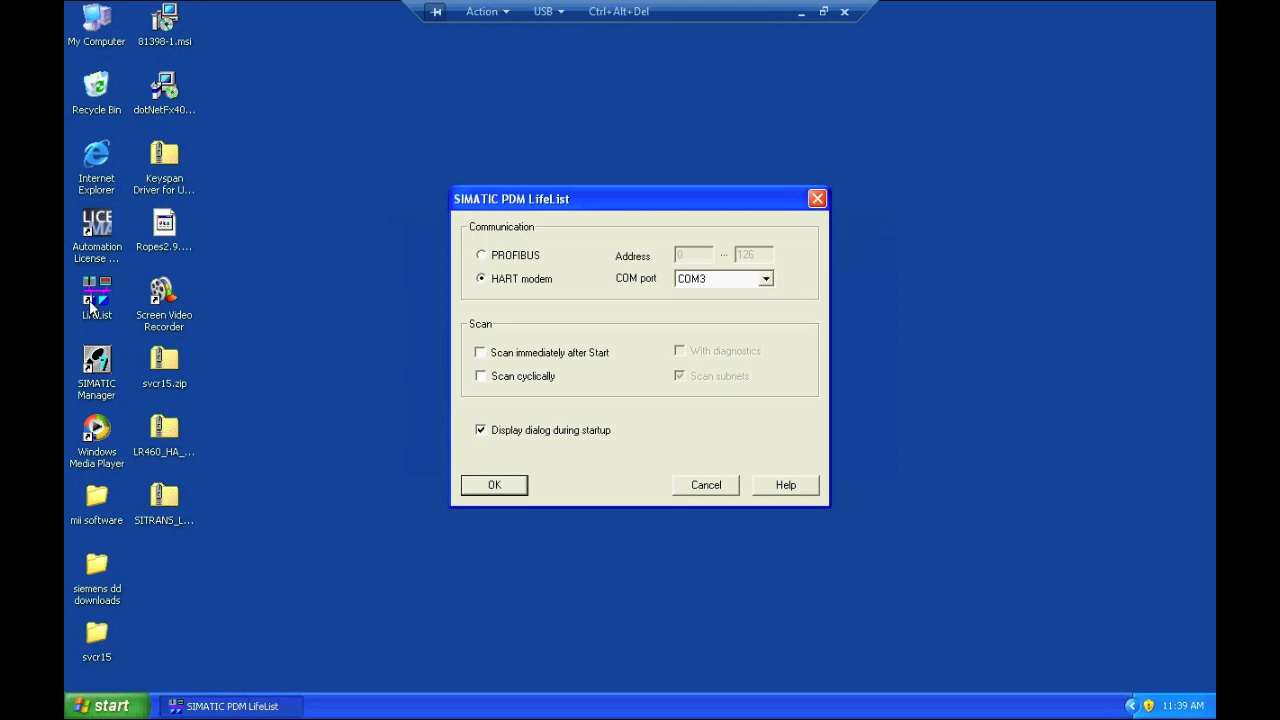 Action
USB
Ctrl+Alt+Del
My Computer
81398-1.msi
Recycle Bin
dotNetFx40...
Internet
Explorer
Keyspan
Driver for U...
LICE
MA
Automation
License ...
Ropes2.9....
LifeList
Screen Video
Recorder
SIMATIC
Manager
svcr15.zip
Windows
Media Player
LR460_HA_...
mii software
SITRANS_L...
siemens dd
downloads
svcr15
SIMATIC PDM LifeList
Communication
PROFIBUS
Address
0
...
126
HART modem
COM port
COM3
Scan
Scan immediately after Start
With diagnostics
Scan cyclically
Scan subnets
Display dialog during startup
OK
Cancel
Help
start
SIMATIC PDM LifeList
11:39 AM